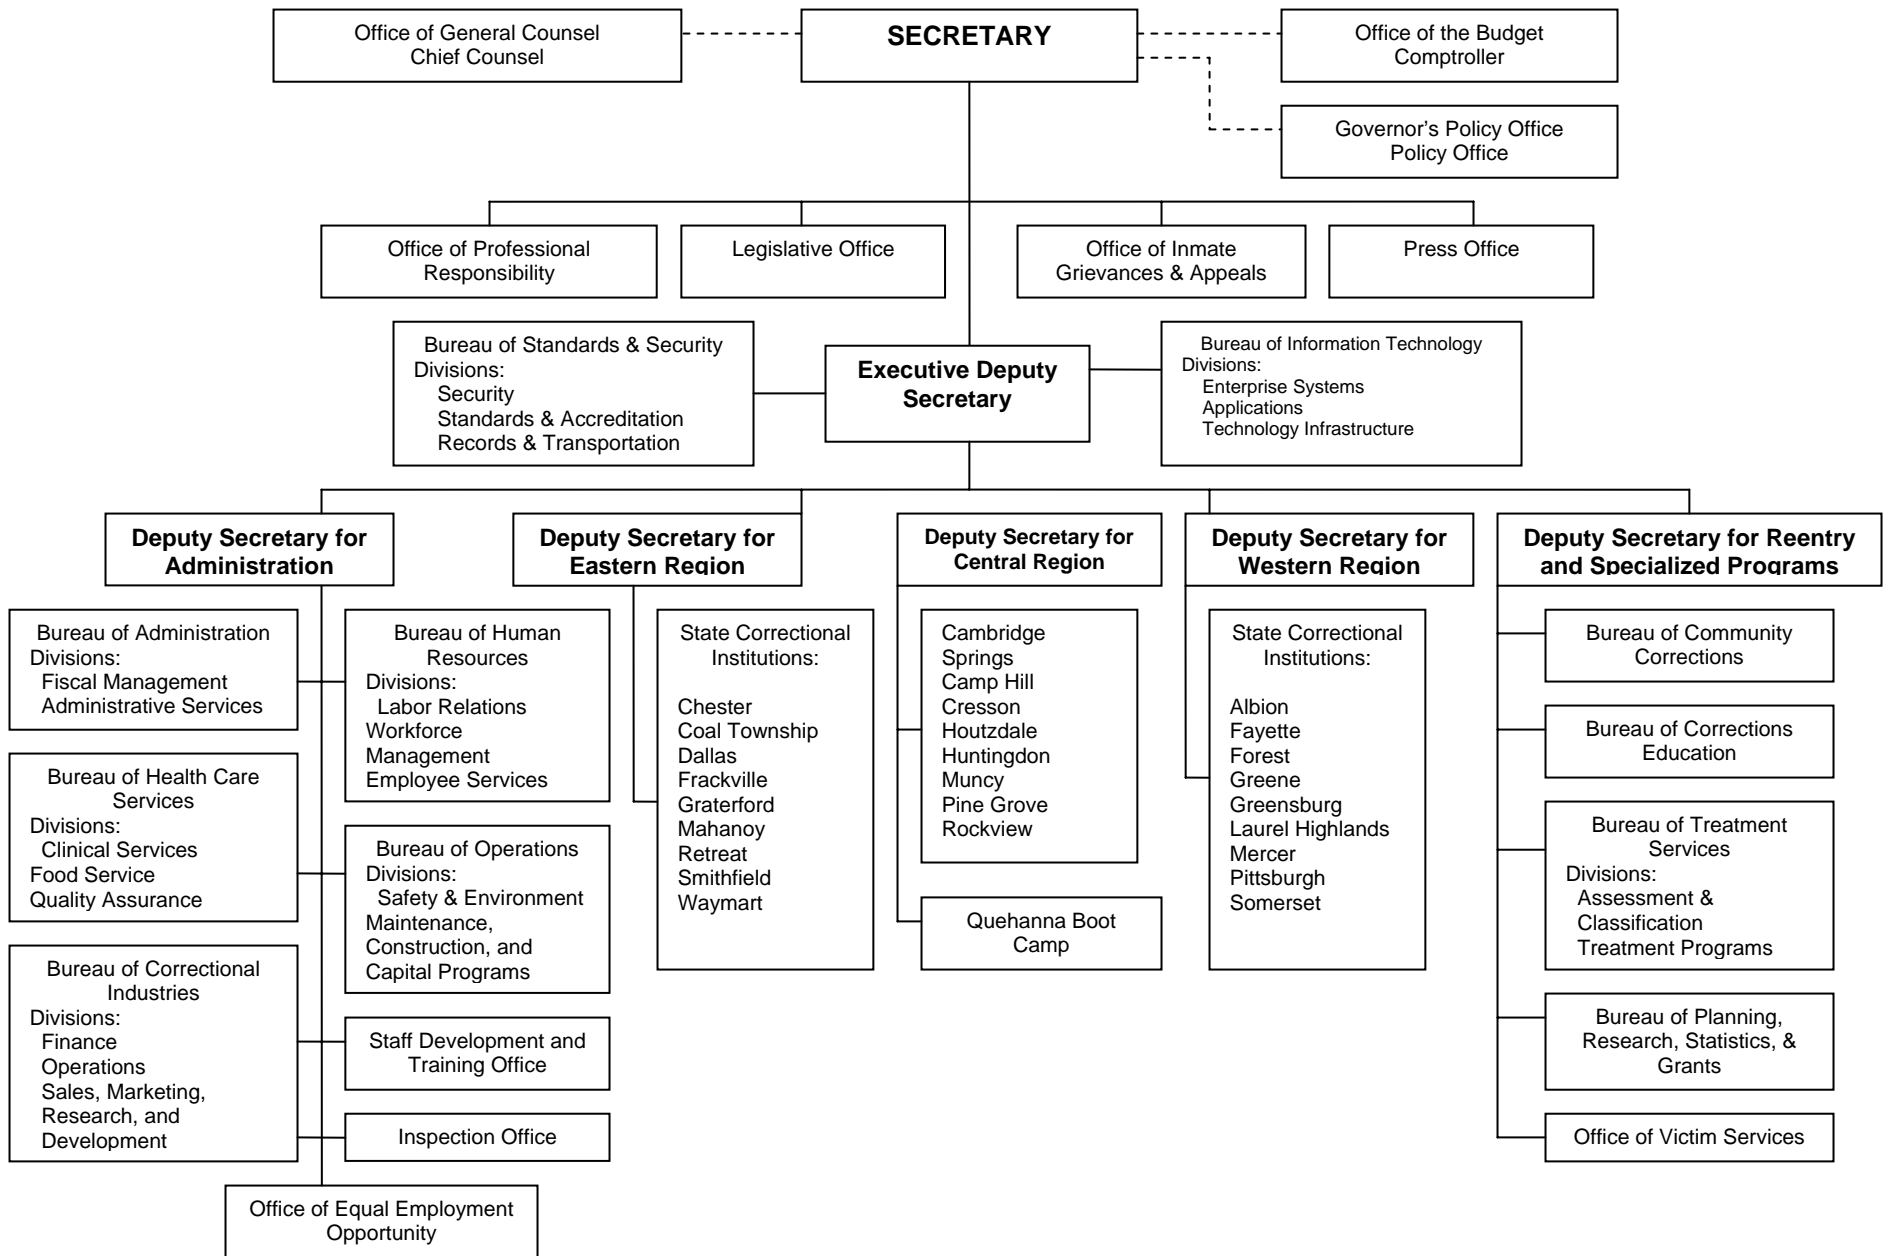 Office of General Counsel
Chief Counsel
SECRETARY
Office of the Budget
Comptroller
Governor’s Policy Office
Policy Office
Office of Professional
Responsibility
Legislative Office
Office of Inmate
Grievances & Appeals
Press Office
Bureau of Standards & Security
Divisions:
Security
Standards & Accreditation
Records & Transportation
Executive Deputy
Secretary
Bureau of Information Technology
Divisions:
Enterprise Systems
Applications
Technology Infrastructure
Deputy Secretary for
Administration
Deputy Secretary for
Eastern Region
Deputy Secretary for
Central Region
Deputy Secretary for
Western Region
Deputy Secretary for Reentry
and Specialized Programs
Bureau of Administration
Divisions:
Fiscal Management
Administrative Services
Bureau of Human
Resources
Divisions:
Labor Relations
Workforce
Management
Employee Services
Bureau of Health Care
Services
Divisions:
Clinical Services
Food Service
Quality Assurance
Bureau of Operations
Divisions:
Safety & Environment
Maintenance,
Construction, and
Capital Programs
Bureau of Correctional
Industries
Divisions:
Finance
Operations
Sales, Marketing,
Research, and
Development
Staff Development and
Training Office
Inspection Office
Office of Equal Employment
Opportunity
State Correctional
Institutions:
Chester
Coal Township
Dallas
Frackville
Graterford
Mahanoy
Retreat
Smithfield
Waymart
Cambridge
Springs
Camp Hill
Cresson
Houtzdale
Huntingdon
Muncy
Pine Grove
Rockview
Quehanna Boot
Camp
State Correctional
Institutions:
Albion
Fayette
Forest
Greene
Greensburg
Laurel Highlands
Mercer
Pittsburgh
Somerset
Bureau of Community
Corrections
Bureau of Corrections
Education
Bureau of Treatment
Services
Divisions:
Assessment &
Classification
Treatment Programs
Bureau of Planning,
Research, Statistics, &
Grants
Office of Victim Services